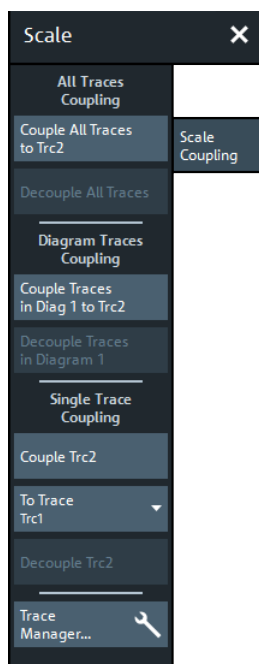 Scale
All Traces
Coupling
Couple All Traces
to Trc2
Decouple All Traces
Diagram Traces
Coupling
Couple Traces
in Diag 1 to Trc2
Decouple Traces
in Diagram 1
Single Trace
Coupling
Couple Trc2
To Trace
Trc1
Decouple Trc2
Trace
Manager...
Scale
Coupling